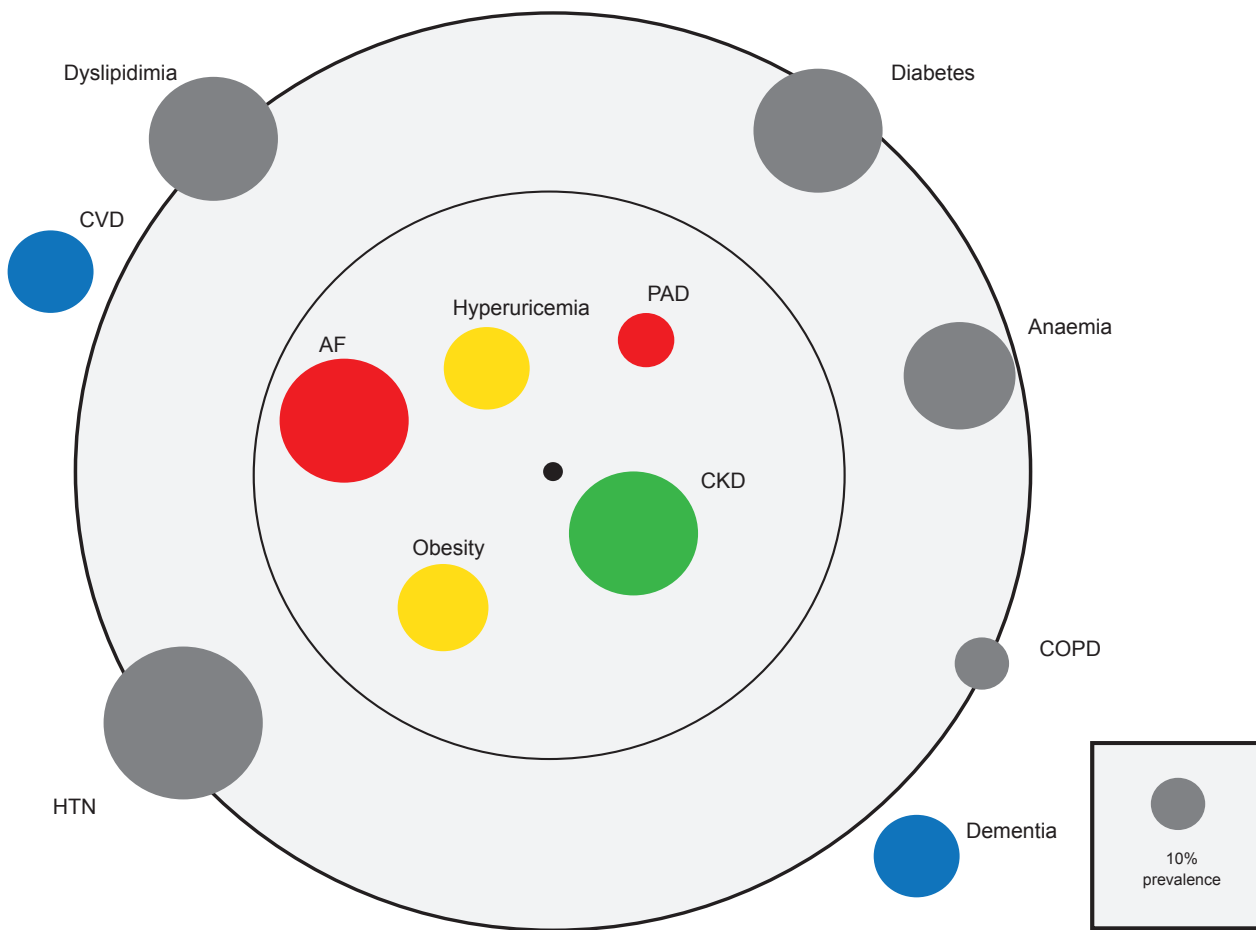 Dyslipidimia
Diabetes
CVD
Hyperuricemia
PAD
Anaemia
AF
CKD
Obesity
COPD
HTN
Dementia
10%
prevalence